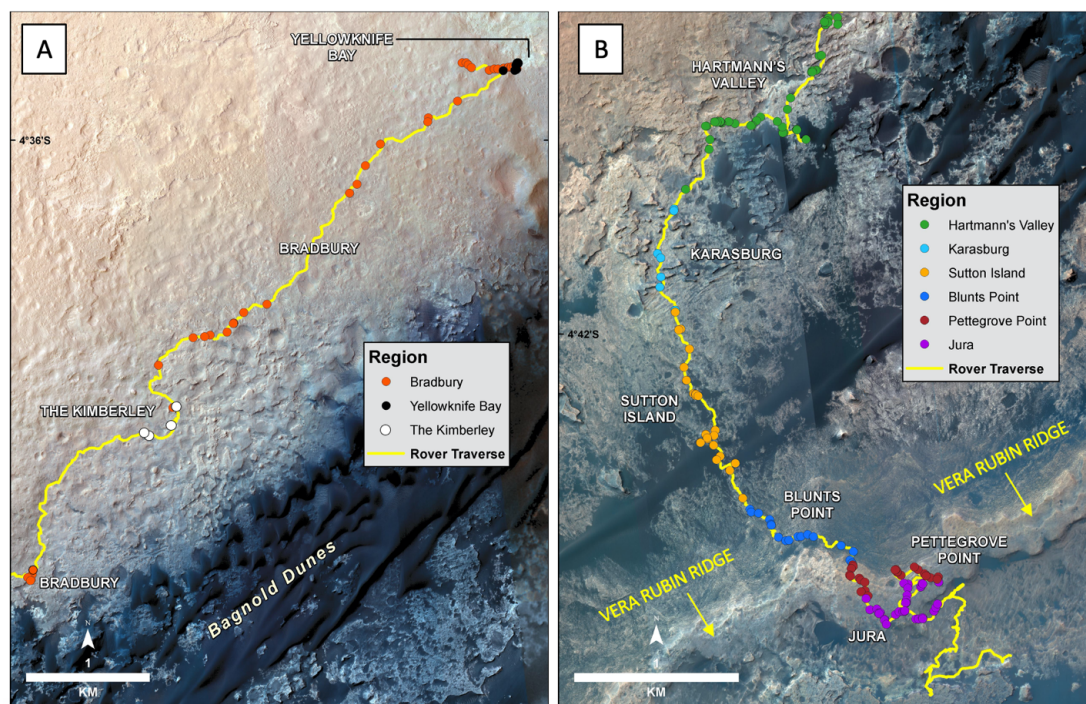 A
YELLOWKNIFE
BAY
4°36'S
BRADBURY
Region
Bradbury
Yellowknife Bay
The Kimberley
Rover Traverse
THE KIMBERLEY
BRADBURY
Bagnold Dunes
N
1
KM
B
HARTMANN'S
VALLEY
Region
Hartmann's Valley
Karasburg
Sutton Island
Blunts Point
Pettegrove Point
Jura
Rover Traverse
KARASBURG
4°42'S
SUTTON
ISLAND
VERA RUBIN RIDGE
BLUNTS
POINT
PETTEGROVE
POINT
VERA RUBIN RIDGE
JURA
KM